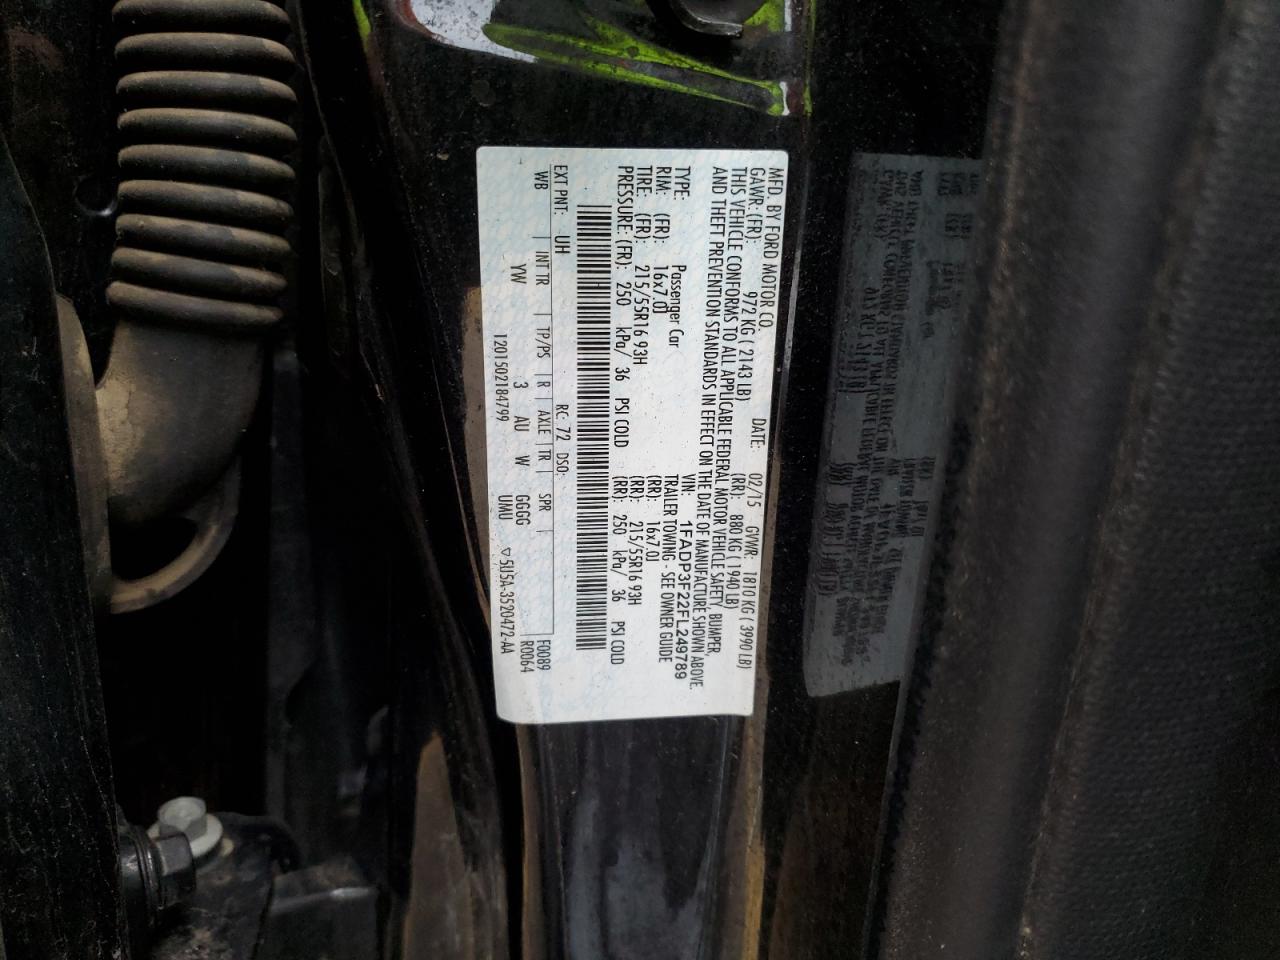 MFD. BY FORD MOTOR CO.
DATE: 02/15 GVWR: 1810 KG ( 3990 LB)
GAWR: (FR): 972 KG ( 2143 LB) (RR): 880 KG ( 1940 LB)
THIS VEHICLE CONFORMS TO ALL APPLICABLE FEDERAL MOTOR VEHICLE SAFETY, BUMPER,
AND THEFT PREVENTION STANDARDS IN EFFECT ON THE DATE OF MANUFACTURE SHOWN ABOVE.
VIN: 1FADP3F22FL249789
TYPE: Passenger Car TRAILER TOWING - SEE OWNER GUIDE
RIM: (FR): 16x7.0J (RR): 16x7.0J
TIRE: (FR): 215/55R16 93H (RR): 215/55R16 93H
PRESSURE: (FR): 250 kPa/ 36 PSI COLD (RR): 250 kPa/ 36 PSI COLD
EXT PNT: UH RC: 72 DSO: F0089
WB INT TR TP/PS R AXLE TR SPR R0064
YW 3 AU W GGGG
1201502184799 UMU ▽ 5U5A-3520472-AA